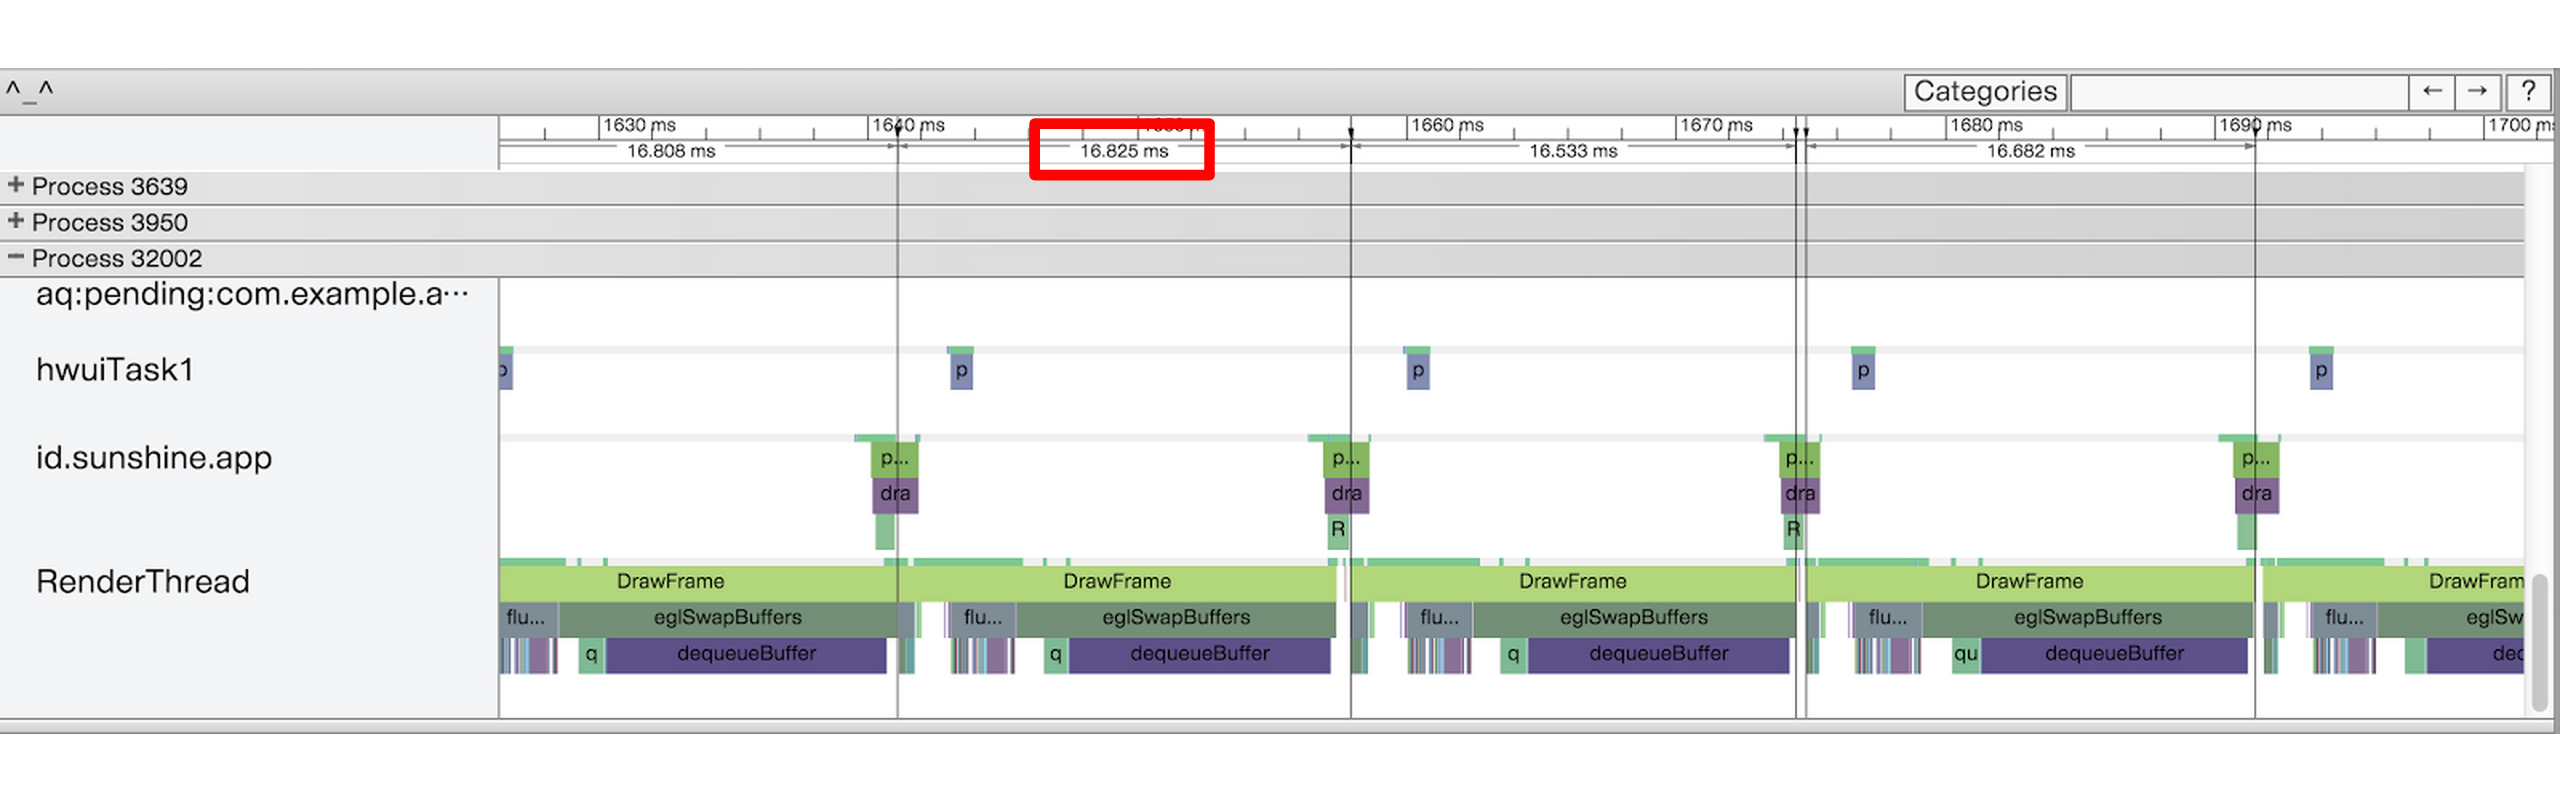 ^_^ Categories ← → ?
1630 ms 1640 ms 1660 ms 1670 ms 1680 ms 1690 ms 1700 m
16.808 ms 16.825 ms 16.533 ms 16.682 ms
+ Process 3639
+ Process 3950
− Process 32002
aq:pending:com.example.a···
hwuiTask1 p p p p
id.sunshine.app p... p... p... p...
dra dra dra dra
R R
RenderThread DrawFrame DrawFrame DrawFrame DrawFrame DrawFram
flu... eglSwapBuffers flu... eglSwapBuffers flu... eglSwapBuffers flu... eglSwapBuffers flu... eglSw
q dequeueBuffer q dequeueBuffer q dequeueBuffer qu dequeueBuffer dec